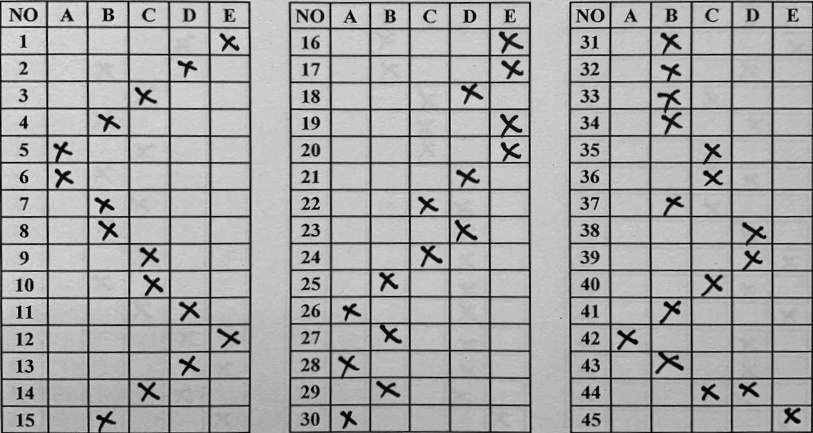 NO A B C D E NO A B C D E NO A B C D E
1 X 16 X 31 X
2 X 17 X 32 X
3 X 18 X 33 X
4 X 19 X 34 X
5 X 20 X 35 X
6 X 21 X 36 X
7 X 22 X 37 X
8 X 23 X 38 X
9 X 24 X 39 X
10 X 25 X 40 X
11 X 26 X 41 X
12 X 27 X 42 X
13 X 28 X 43 X
14 X 29 X 44 X X
15 X 30 X 45 X